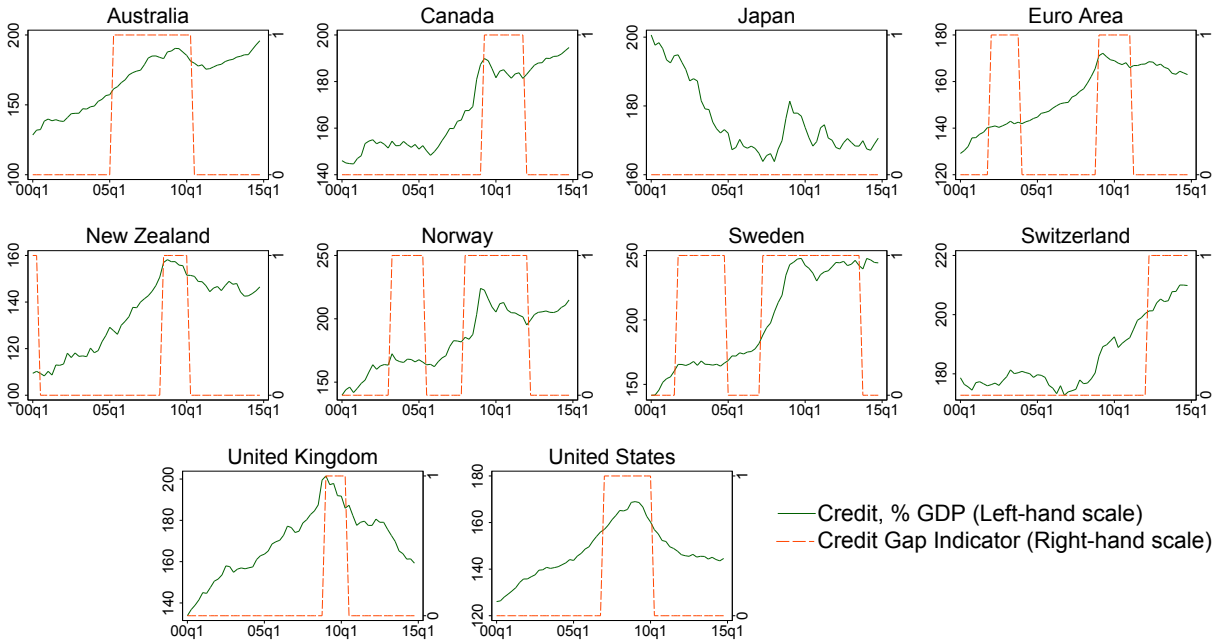 Australia
200
150
100
1
0
00q1 05q1 10q1 15q1
Canada
200
180
160
140
1
0
00q1 05q1 10q1 15q1
Japan
200
180
160
1
0
00q1 05q1 10q1 15q1
Euro Area
180
160
140
120
1
0
00q1 05q1 10q1 15q1
New Zealand
160
140
120
100
1
0
00q1 05q1 10q1 15q1
Norway
250
200
150
1
0
00q1 05q1 10q1 15q1
Sweden
250
200
150
1
0
00q1 05q1 10q1 15q1
Switzerland
220
200
180
1
0
00q1 05q1 10q1 15q1
United Kingdom
200
180
160
140
1
0
00q1 05q1 10q1 15q1
United States
180
160
140
120
1
0
00q1 05q1 10q1 15q1
Credit, % GDP (Left-hand scale)
Credit Gap Indicator (Right-hand scale)